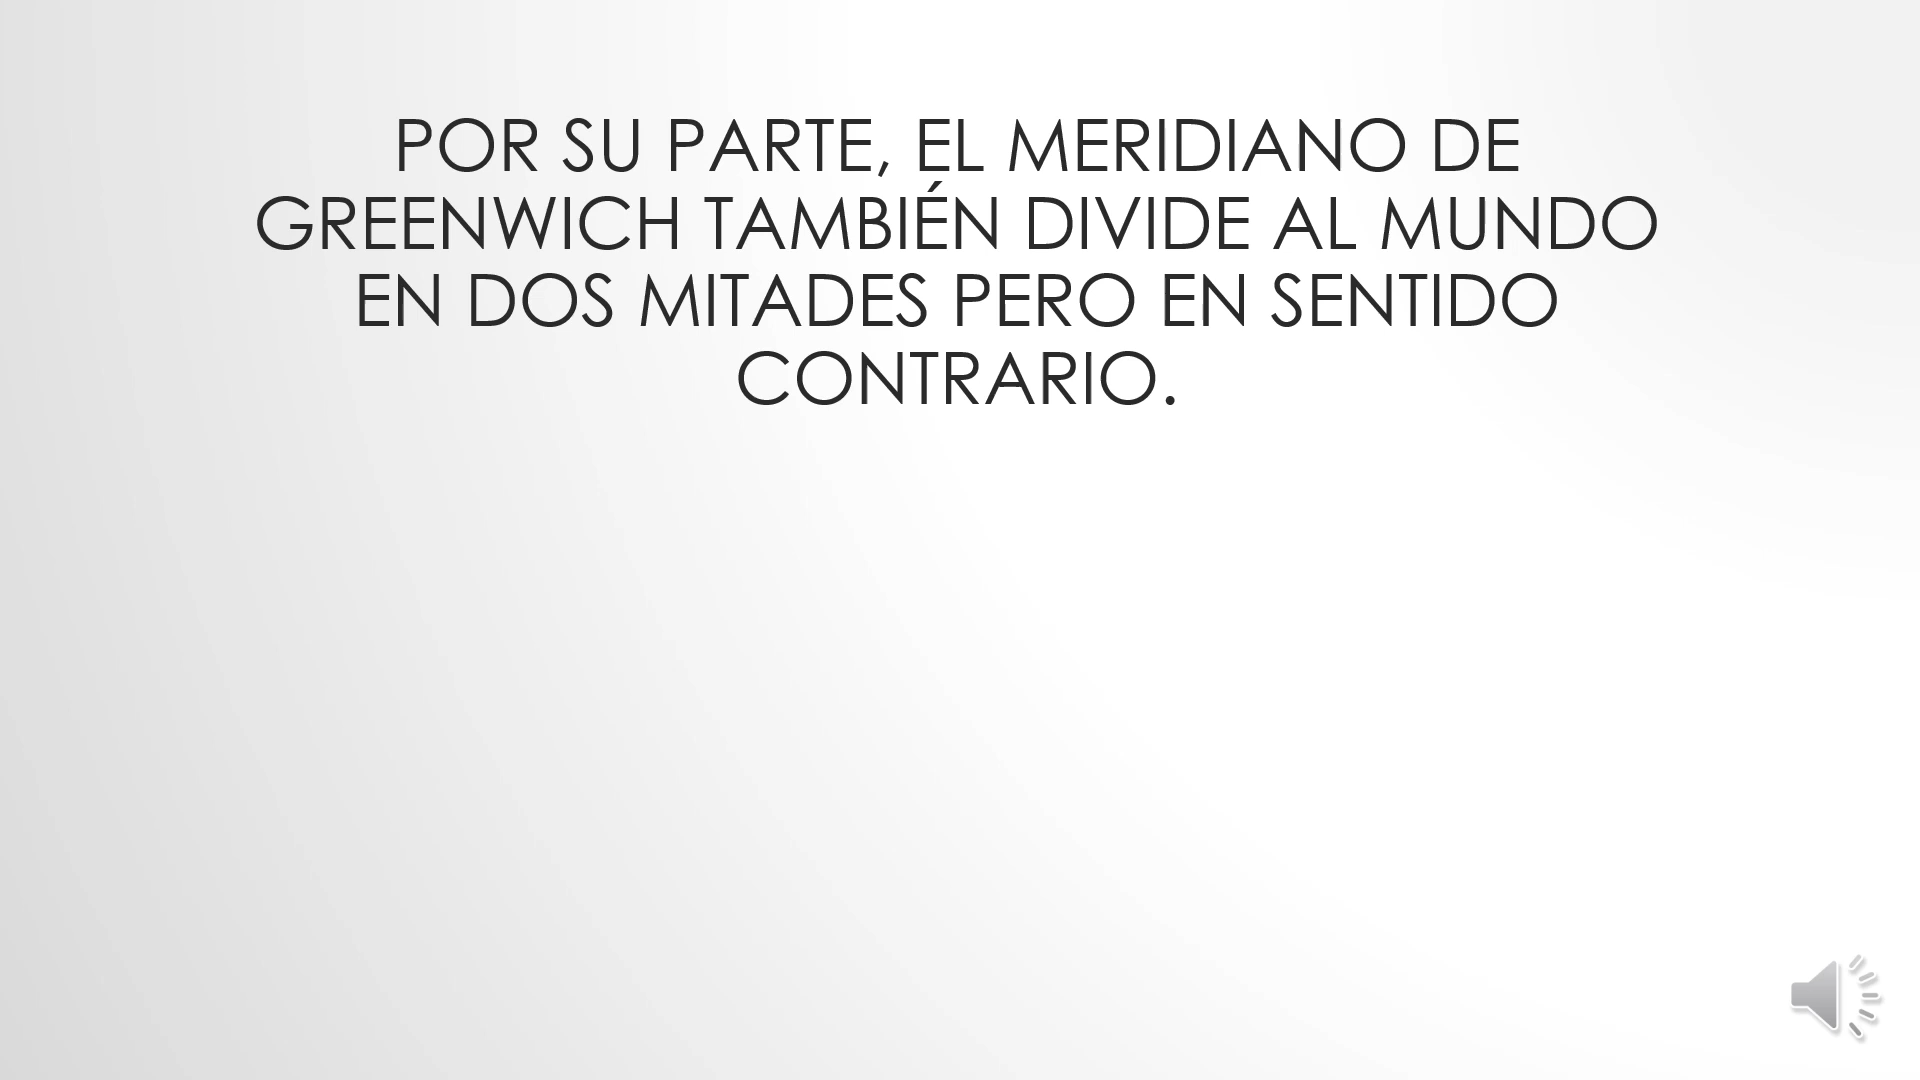 POR SU PARTE, EL MERIDIANO DE
GREENWICH TAMBIÉN DIVIDE AL MUNDO
EN DOS MITADES PERO EN SENTIDO
CONTRARIO.